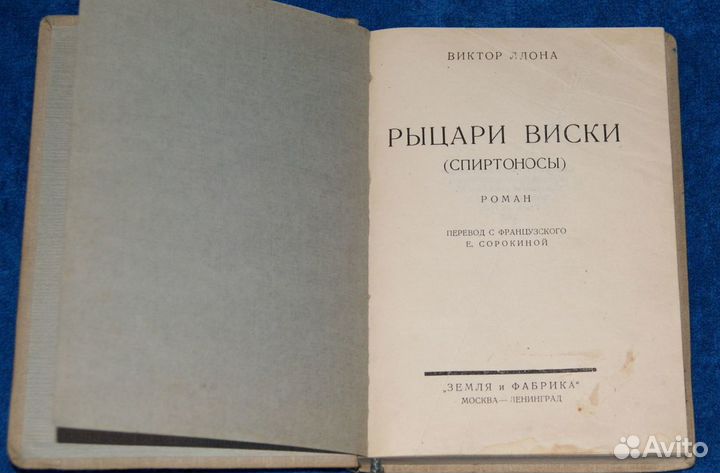 ВИКТОР ЛЛОНА
РЫЦАРИ ВИСКИ
(СПИРТОНОСЫ)
РОМАН
ПЕРЕВОД С ФРАНЦУЗСКОГО
Е. СОРОКИНОЙ
„ЗЕМЛЯ и ФАБРИКА“
МОСКВА — ЛЕНИНГРАД
Avito